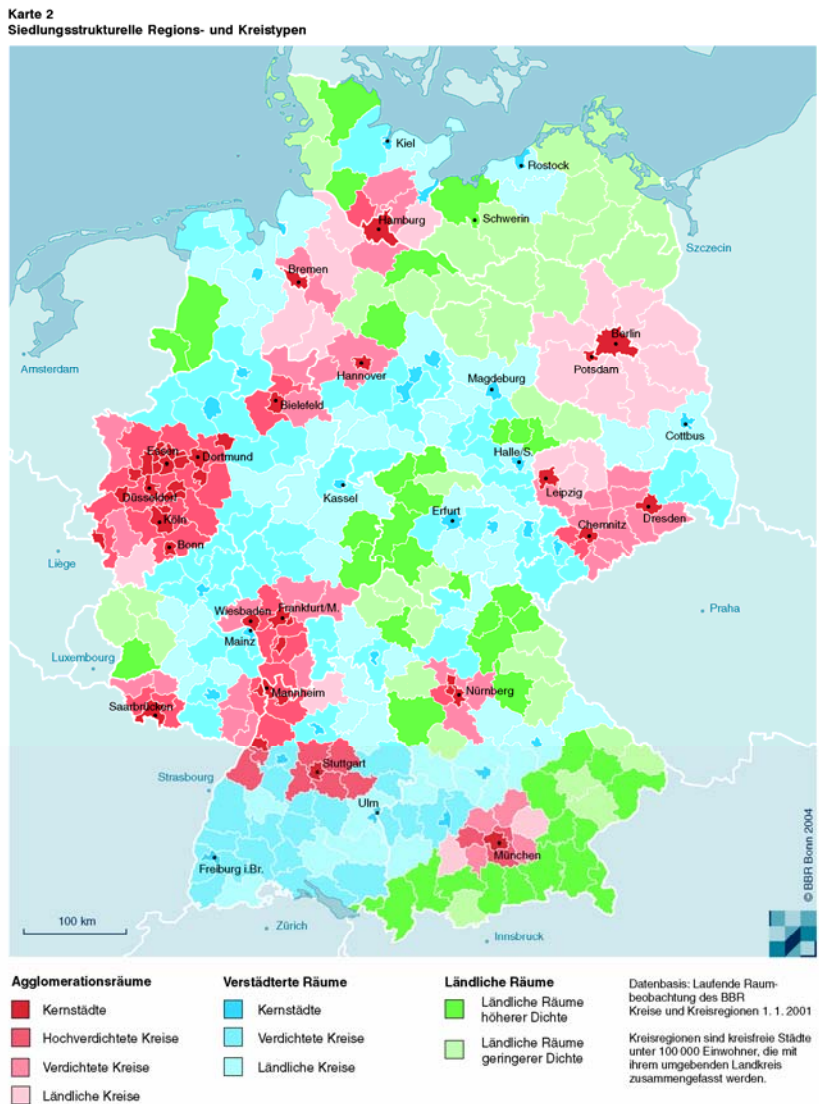 Karte 2
Siedlungsstrukturelle Regions- und Kreistypen
Kiel
Rostock
Schwerin
Hamburg
Szczecin
Bremen
Berlin
Potsdam
Amsterdam
Hannover
Magdeburg
Bielefeld
Cottbus
Essen
Dortmund
Halle/S.
Düsseldorf
Kassel
Leipzig
Köln
Erfurt
Dresden
Chemnitz
Bonn
Liège
Wiesbaden
Frankfurt/M.
Praha
Mainz
Luxembourg
Mannheim
Nürnberg
Saarbrücken
Stuttgart
Strasbourg
Ulm
München
Freiburg i.Br.
100 km
Zürich
Innsbruck
© BBR Bonn 2004
Agglomerationsräume
Kernstädte
Hochverdichtete Kreise
Verdichtete Kreise
Ländliche Kreise
Verstädterte Räume
Kernstädte
Verdichtete Kreise
Ländliche Kreise
Ländliche Räume
Ländliche Räume
höherer Dichte
Ländliche Räume
geringerer Dichte
Datenbasis: Laufende Raum-
beobachtung des BBR
Kreise und Kreisregionen 1. 1. 2001
Kreisregionen sind kreisfreie Städte
unter 100 000 Einwohner, die mit
ihrem umgebenden Landkreis
zusammengefasst werden.